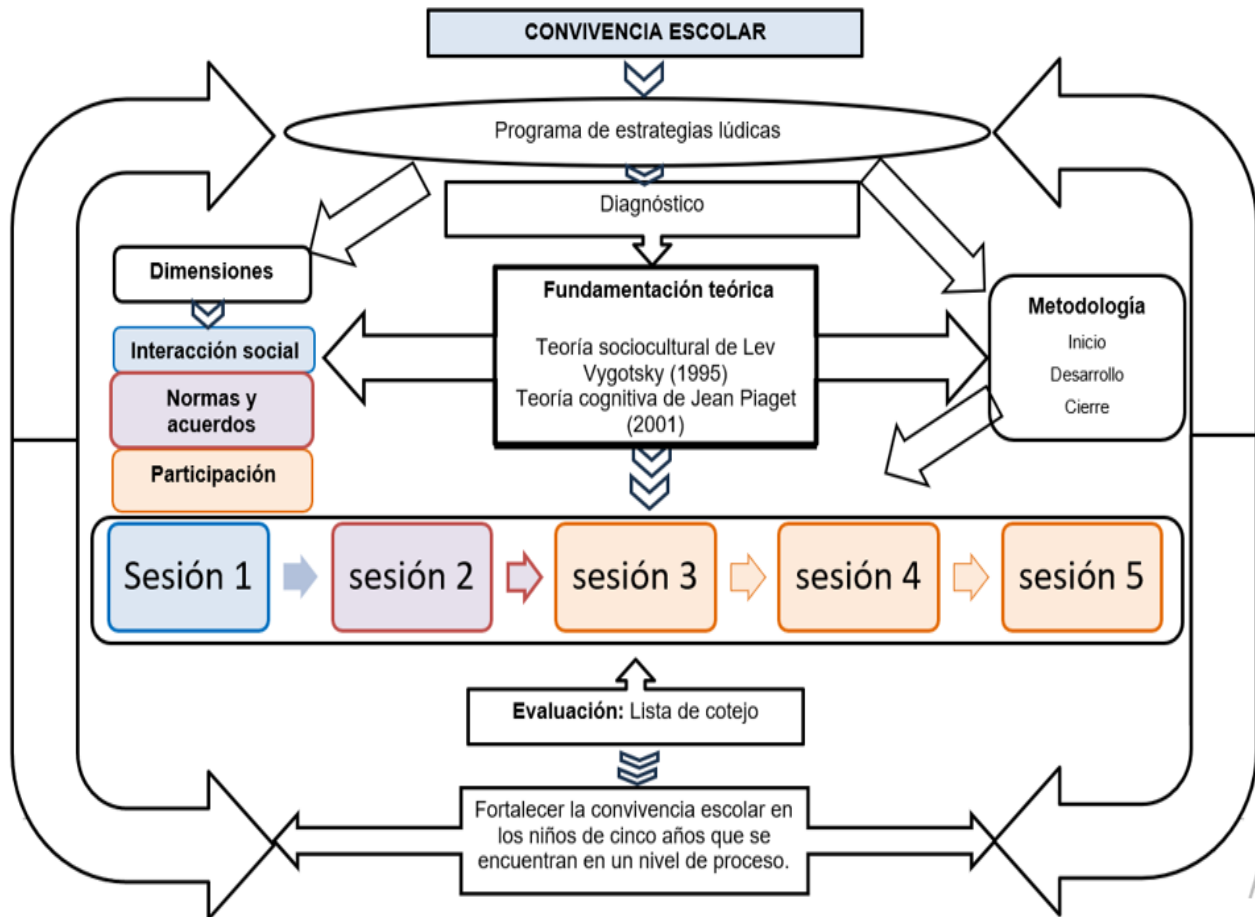 CONVIVENCIA ESCOLAR
Programa de estrategias lúdicas
Diagnóstico
Dimensiones
Interacción social
Normas y
acuerdos
Participación
Fundamentación teórica
Teoría sociocultural de Lev
Vygotsky (1995)
Teoría cognitiva de Jean Piaget
(2001)
Metodología
Inicio
Desarrollo
Cierre
Sesión 1
sesión 2
sesión 3
sesión 4
sesión 5
Evaluación: Lista de cotejo
Fortalecer la convivencia escolar en
los niños de cinco años que se
encuentran en un nivel de proceso.